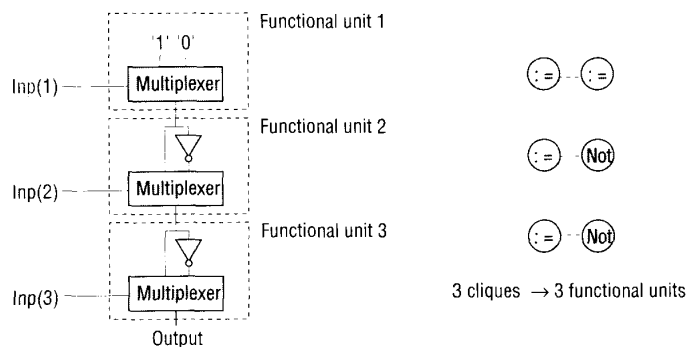 Functional unit 1
'1' '0'
Inp(1)
Multiplexer
:= :=
Functional unit 2
Inp(2)
Multiplexer
:= Not
Functional unit 3
Inp(3)
Multiplexer
:= Not
3 cliques → 3 functional units
Output